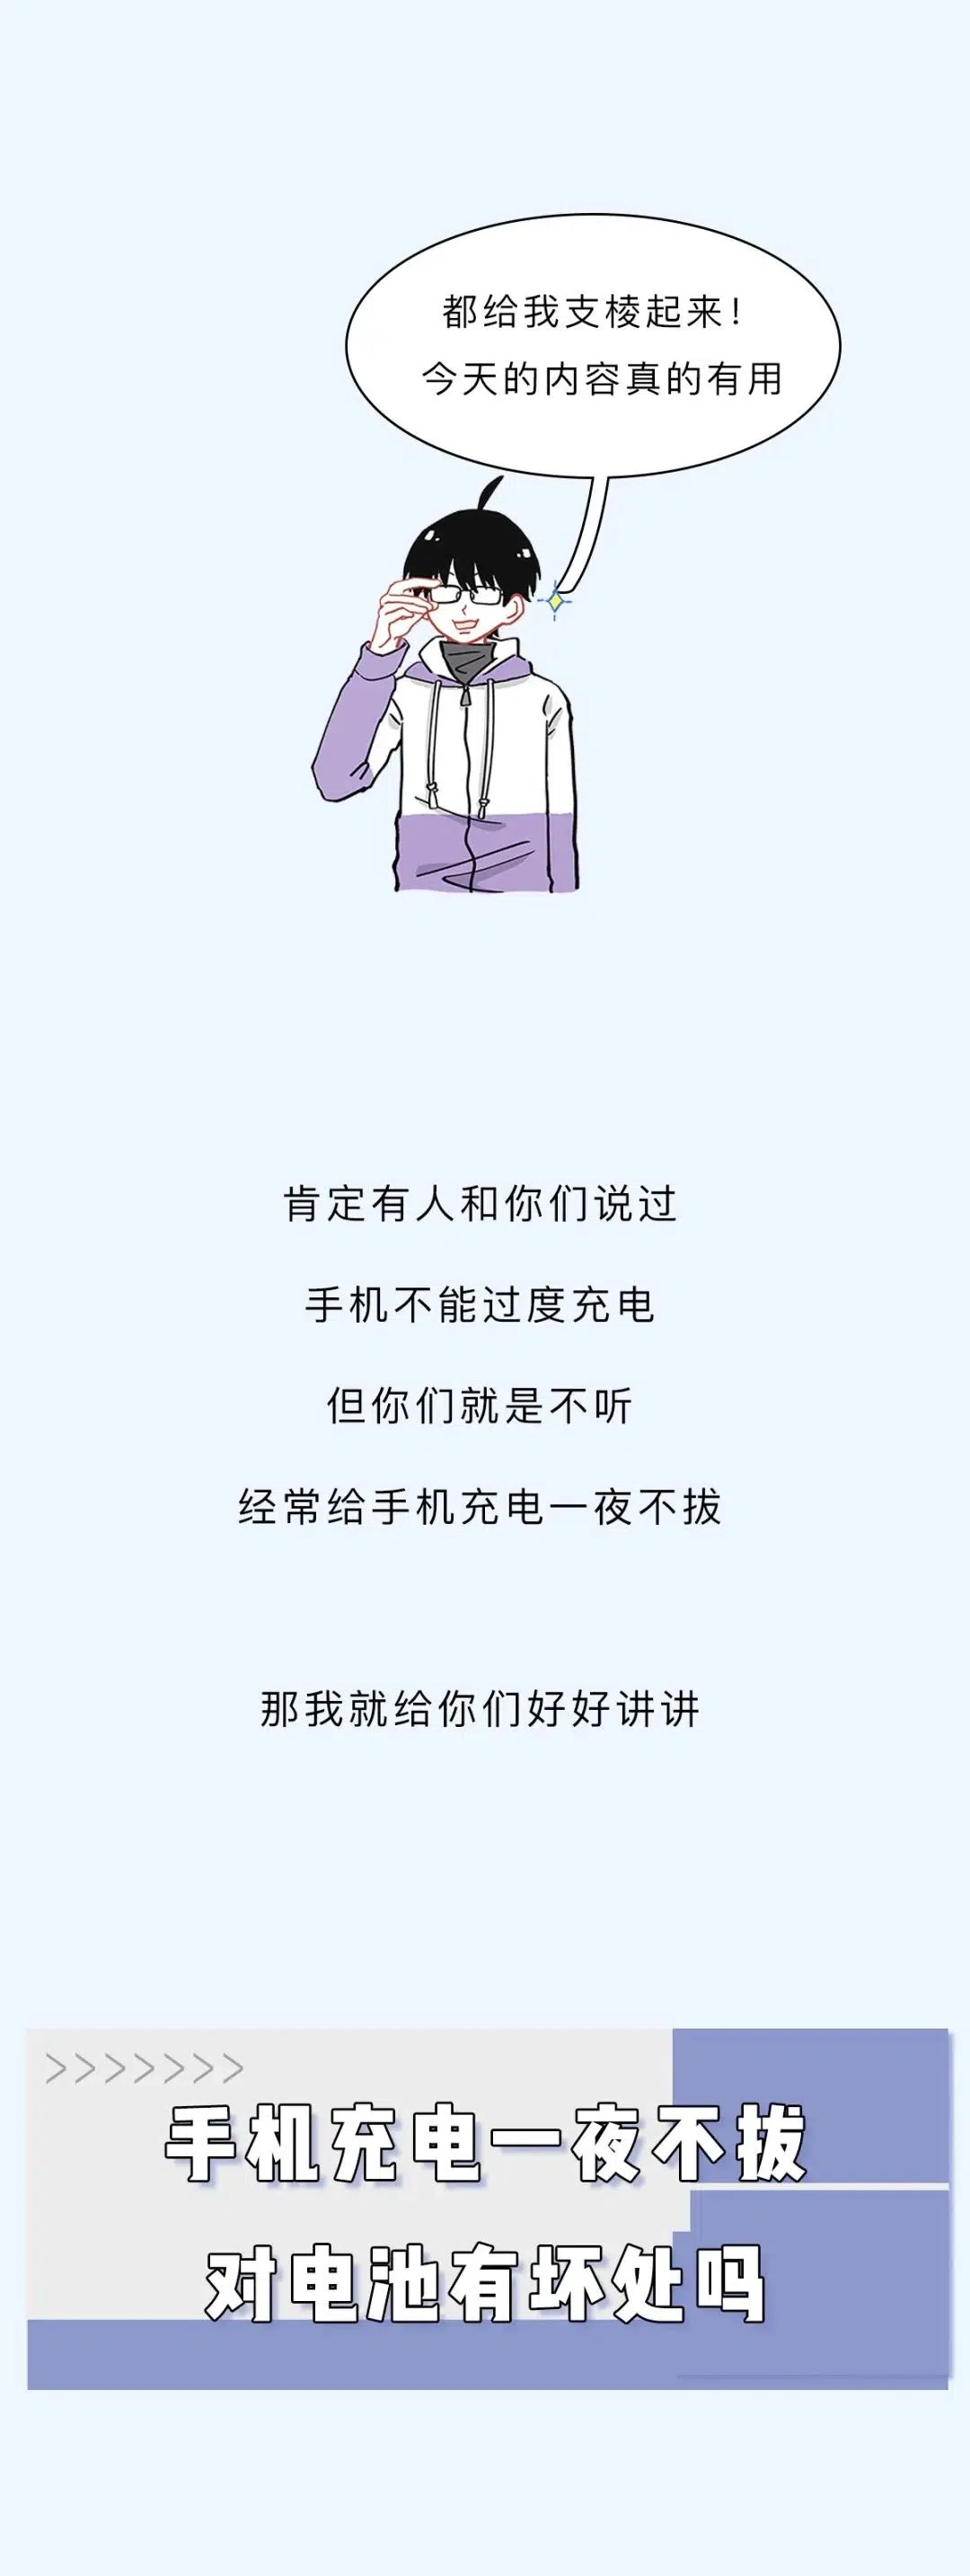 都给我支棱起来！
今天的内容真的有用
肯定有人和你们说过
手机不能过度充电
但你们就是不听
经常给手机充电一夜不拔
那我就给你们好好讲讲
>>>>>>>
手机充电一夜不拔
对电池有坏处吗